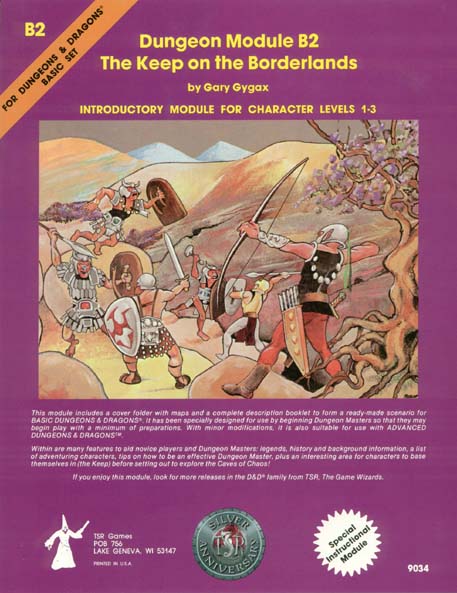 B2
FOR DUNGEONS & DRAGONS®
BASIC SET
Dungeon Module B2
The Keep on the Borderlands
by Gary Gygax
INTRODUCTORY MODULE FOR CHARACTER LEVELS 1-3
This module includes a cover folder with maps and a complete description booklet to form a ready-made scenario for
BASIC DUNGEONS & DRAGONS®. It has been specially designed for use by beginning Dungeon Masters so that they may
begin play with a minimum of preparations. With minor modifications, it is also suitable for use with ADVANCED
DUNGEONS & DRAGONS™.
Within are many features to aid novice players and Dungeon Masters: legends, history and background information, a list
of adventuring characters, tips on how to be an effective Dungeon Master, plus an interesting area for characters to base
themselves in (the Keep) before setting out to explore the Caves of Chaos!
If you enjoy this module, look for more releases in the D&D® family from TSR, The Game Wizards.
TSR Games
POB 756
LAKE GENEVA, WI 53147
PRINTED IN U.S.A.
SILVER
TSR
ANNIVERSARY
Special
Instructional
Module
9034